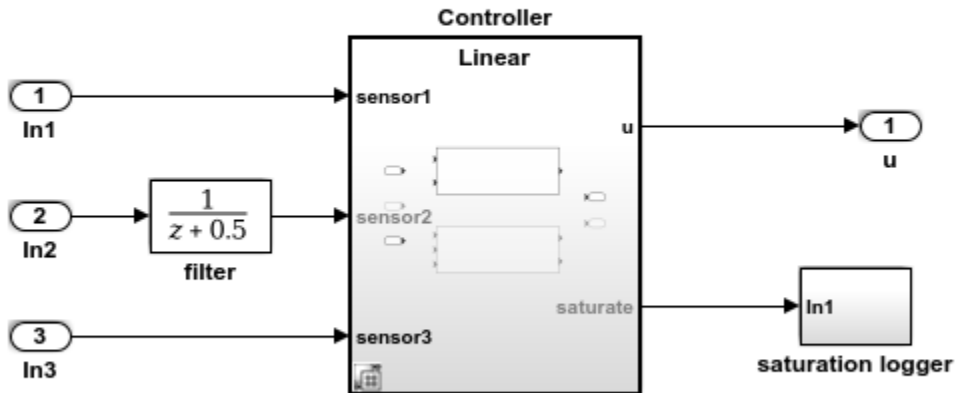 Controller
Linear
1
In1
sensor1
u
1
u
2
In2
1
z + 0.5
filter
sensor2
saturate
In1
saturation logger
3
In3
sensor3